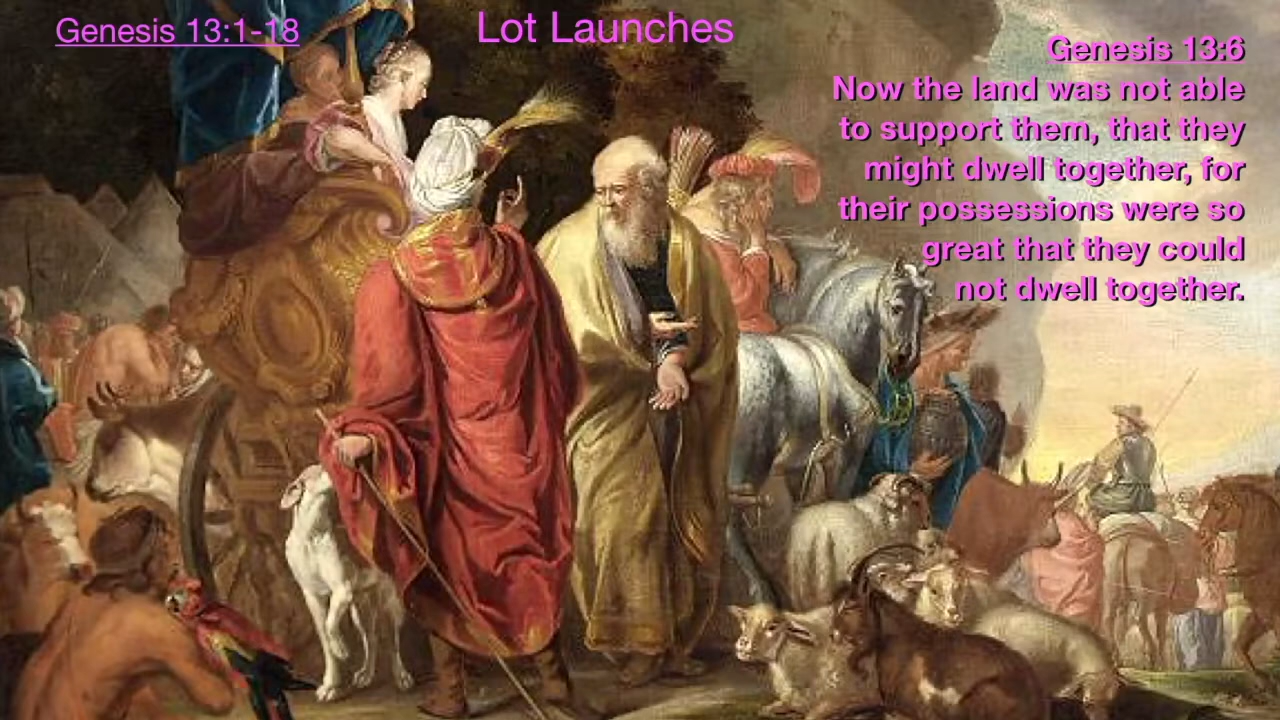 Genesis 13:1-18
Lot Launches
Genesis 13:6
Now the land was not able
to support them, that they
might dwell together, for
their possessions were so
great that they could
not dwell together.